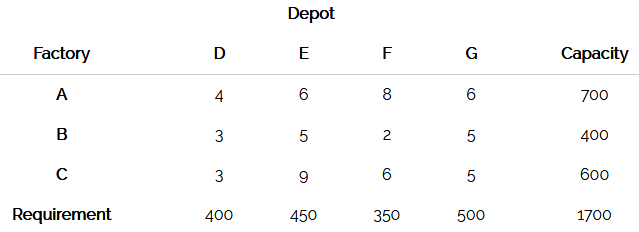 Depot
Factory D E F G Capacity
A 4 6 8 6 700
B 3 5 2 5 400
C 3 9 6 5 600
Requirement 400 450 350 500 1700